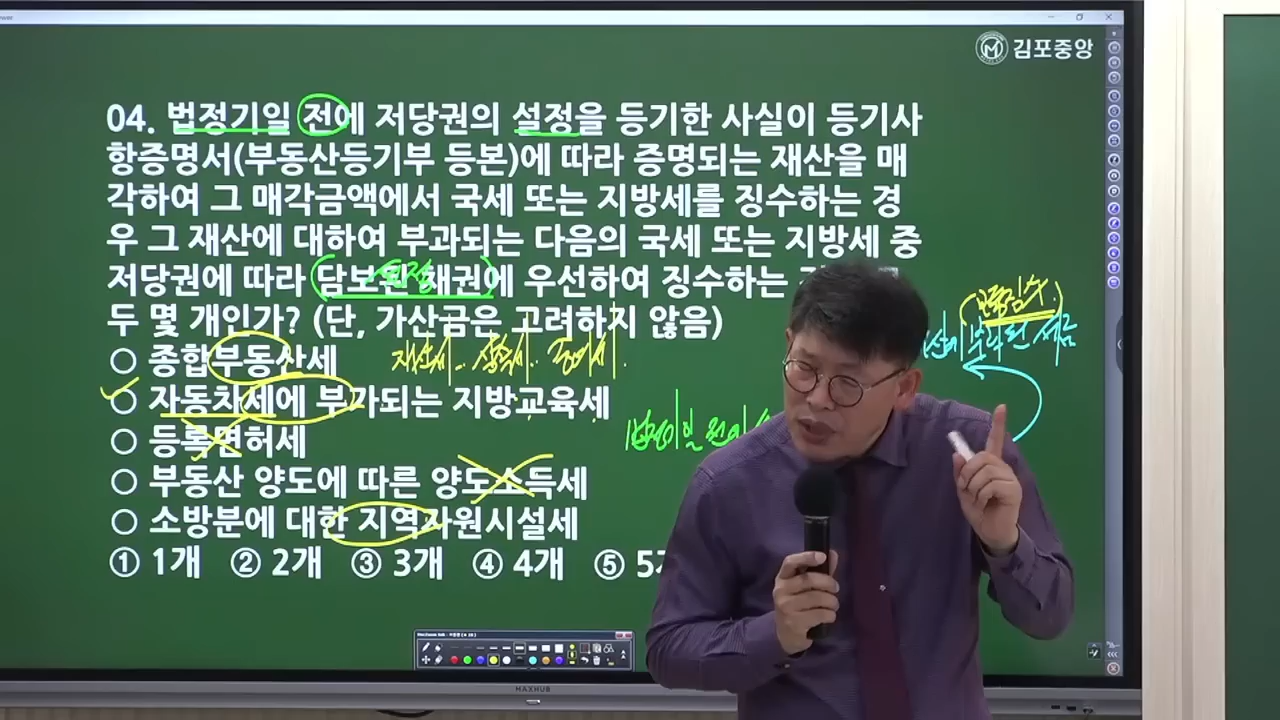 김포중앙
04. 법정기일 전에 저당권의 설정을 등기한 사실이 등기사
항증명서(부동산등기부 등본)에 따라 증명되는 재산을 매
각하여 그 매각금액에서 국세 또는 지방세를 징수하는 경
우 그 재산에 대하여 부과되는 다음의 국세 또는 지방세 중
저당권에 따라 담보된 채권에 우선하여 징수하는
두 몇 개인가? (단, 가산금은 고려하지 않음)
○ 종합부동산세
재산세.. 상속세.. 증여세.
○ 자동차세에 부가되는 지방교육세
○ 등록면허세
○ 부동산 양도에 따른 양도소득세
○ 소방분에 대한 지역자원시설세
① 1개 ② 2개 ③ 3개 ④ 4개 ⑤ 5
부과된 세금
MAXHUB